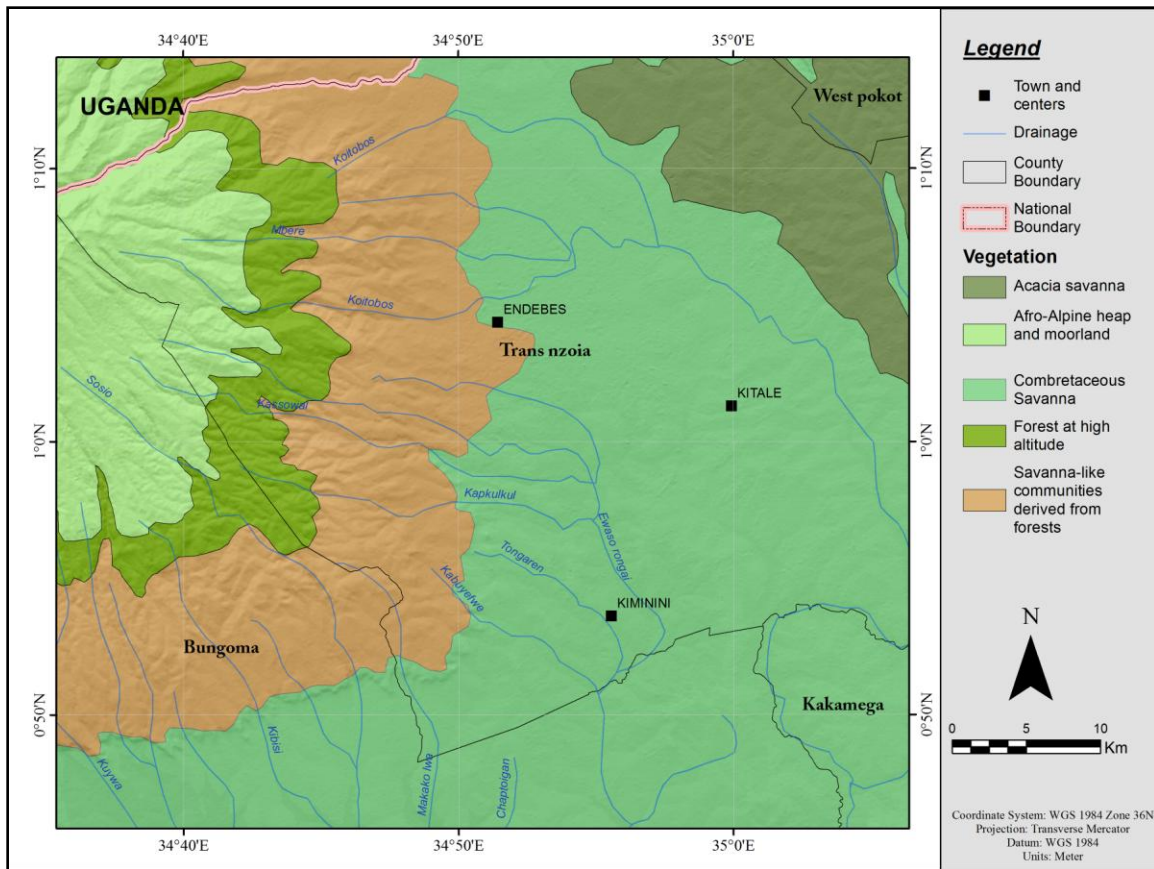 34°40'E
34°50'E
35°0'E
UGANDA
West pokot
Koitobos
1°10'N
1°10'N
Mbere
Koitobos
ENDEBES
Trans nzoia
Sosio
KITALE
Kassowai
1°0'N
1°0'N
Kapkulkul
Ewaso rongai
Tongaren
Kabuyefwe
KIMININI
Bungoma
Kakamega
0°50'N
0°50'N
Kuywa
Kibisi
Makako lwe
Chaptoigan
34°40'E
34°50'E
35°0'E
Legend
Town and
centers
Drainage
County
Boundary
National
Boundary
Vegetation
Acacia savanna
Afro-Alpine heap
and moorland
Combretaceous
Savanna
Forest at high
altitude
Savanna-like
communities
derived from
forests
N
0 5 10
Km
Coordinate System: WGS 1984 Zone 36N
Projection: Transverse Mercator
Datum: WGS 1984
Units: Meter